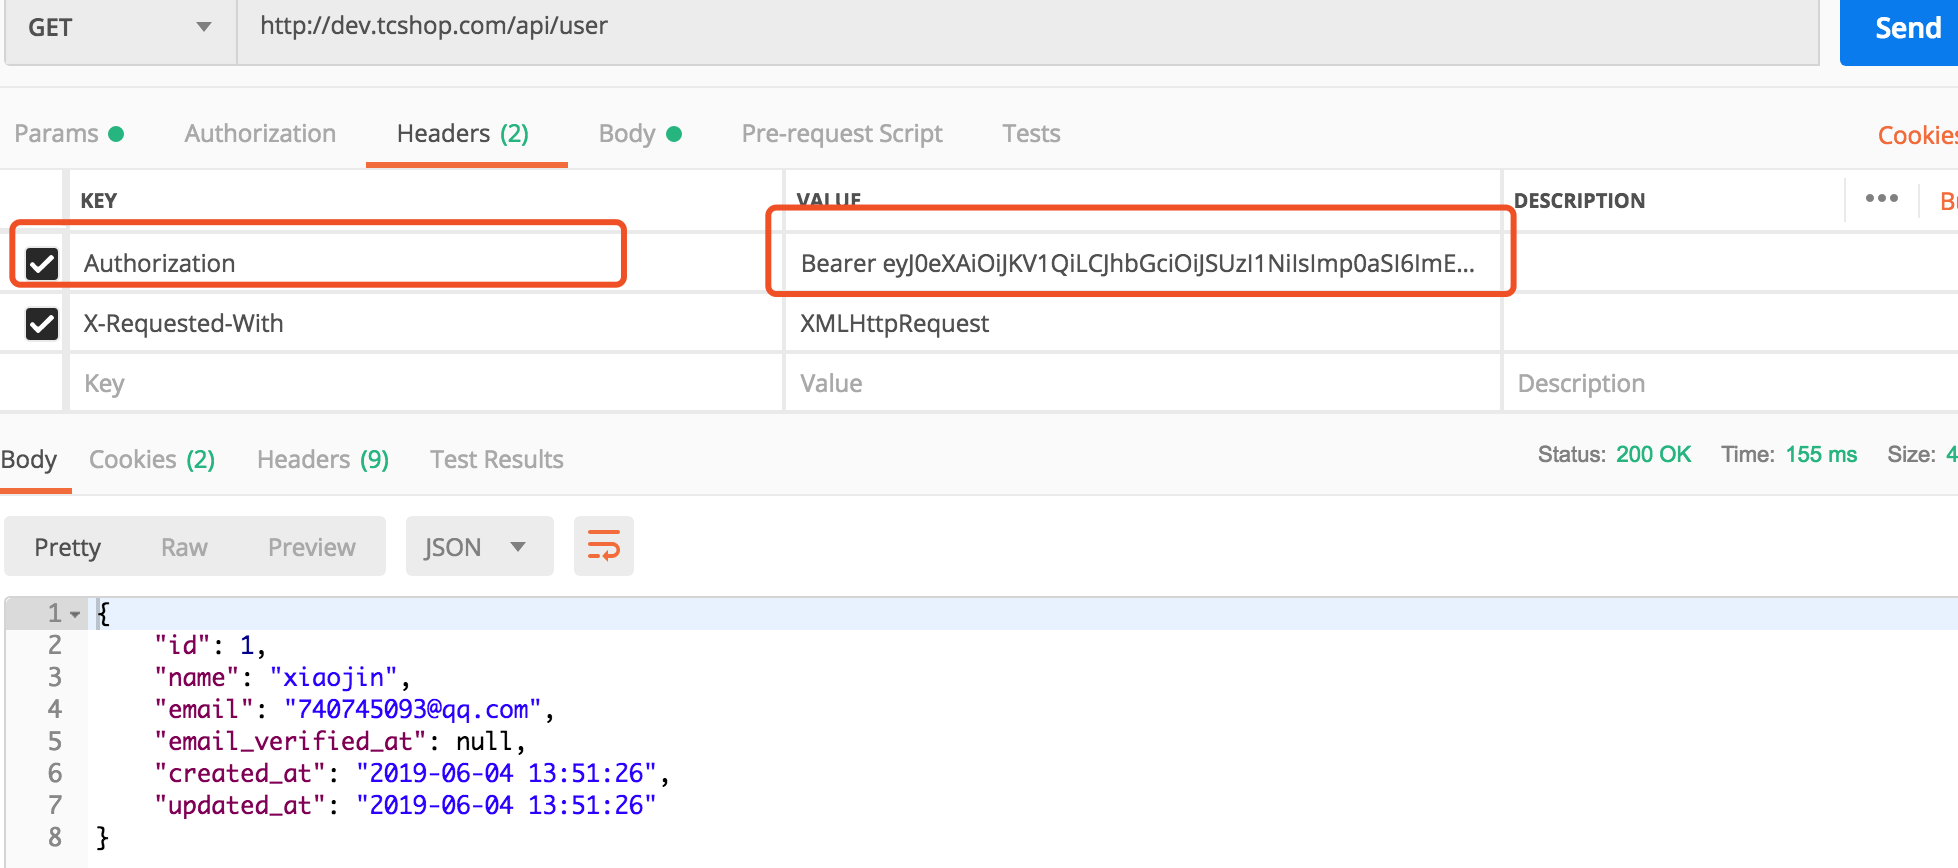 GET http://dev.tcshop.com/api/user Send
Params Authorization Headers (2) Body Pre-request Script Tests Cookies
KEY VALUE DESCRIPTION ••• Bu
Authorization Bearer eyJ0eXAiOiJKV1QiLCJhbGciOiJSUzI1NiIsImp0aSI6ImE...
X-Requested-With XMLHttpRequest
Key Value Description
Body Cookies (2) Headers (9) Test Results Status: 200 OK Time: 155 ms Size: 4
Pretty Raw Preview JSON
1 {
2 "id": 1,
3 "name": "xiaojin",
4 "email": "740745093@qq.com",
5 "email_verified_at": null,
6 "created_at": "2019-06-04 13:51:26",
7 "updated_at": "2019-06-04 13:51:26"
8 }